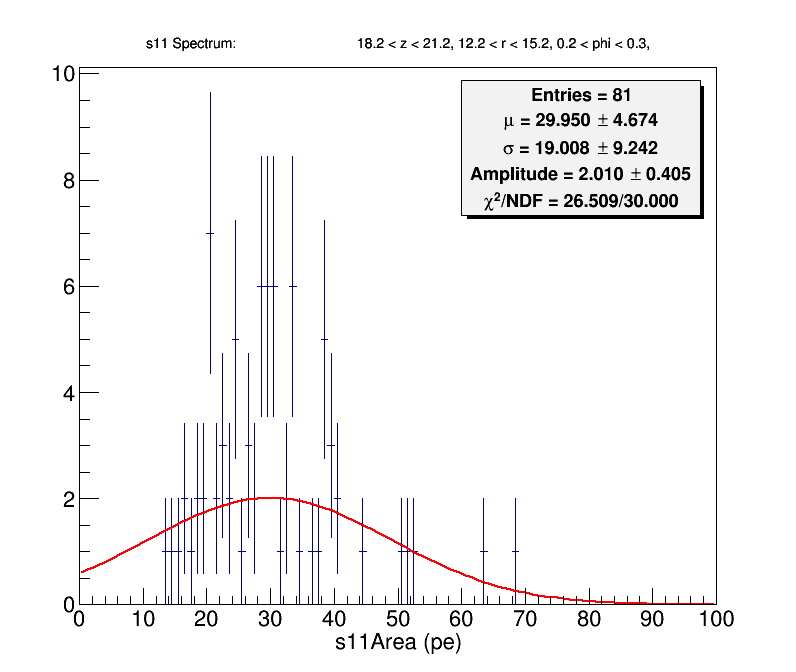 s11 Spectrum: 18.2 < z < 21.2, 12.2 < r < 15.2, 0.2 < phi < 0.3,
Entries = 81
μ = 29.950 ± 4.674
σ = 19.008 ± 9.242
Amplitude = 2.010 ± 0.405
χ²/NDF = 26.509/30.000
10
8
6
4
2
0
0 10 20 30 40 50 60 70 80 90 100
s11Area (pe)